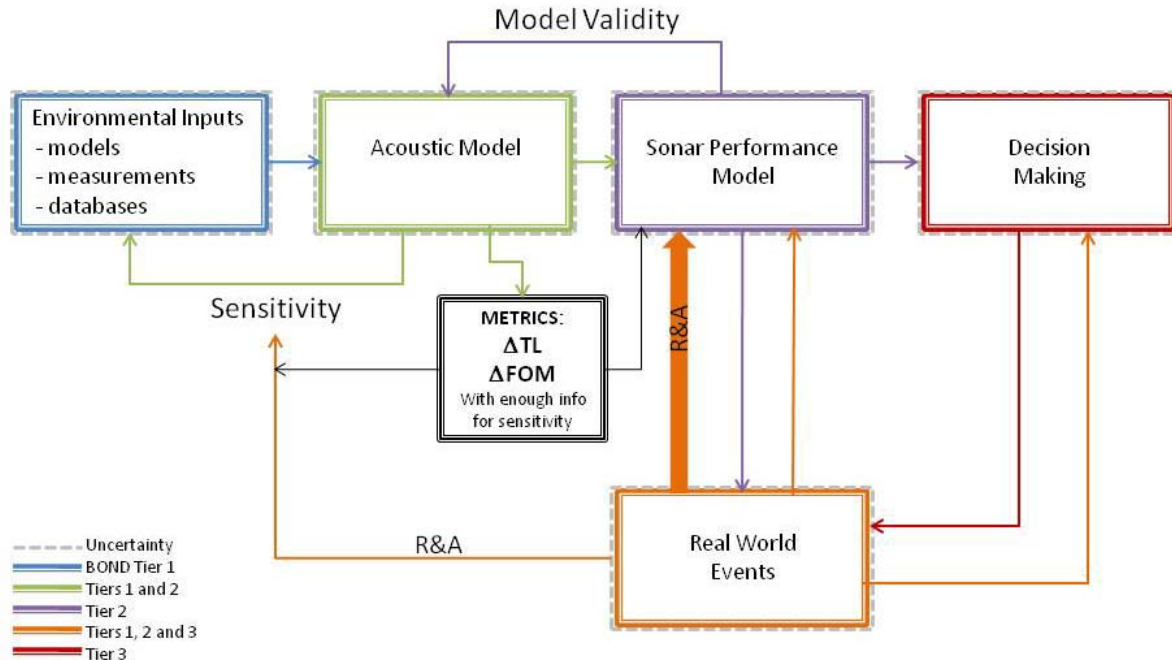 Model Validity
Environmental Inputs
- models
- measurements
- databases
Acoustic Model
Sonar Performance
Model
Decision
Making
Sensitivity
METRICS:
ΔTL
ΔFOM
With enough info
for sensitivity
R&A
R&A
Real World
Events
Uncertainty
BOND Tier 1
Tiers 1 and 2
Tier 2
Tiers 1, 2 and 3
Tier 3